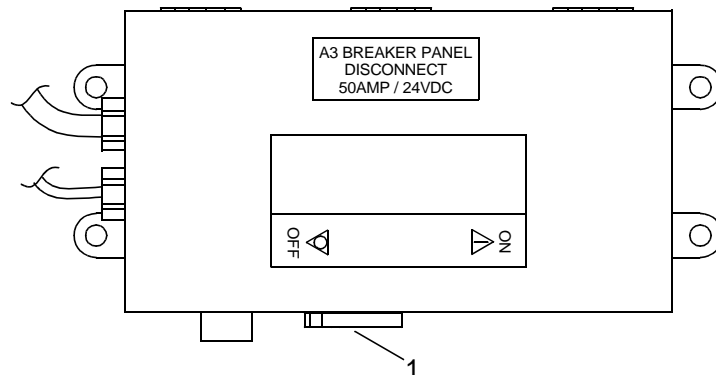 A3 BREAKER PANEL
DISCONNECT
50AMP / 24VDC
OFF
ON
1